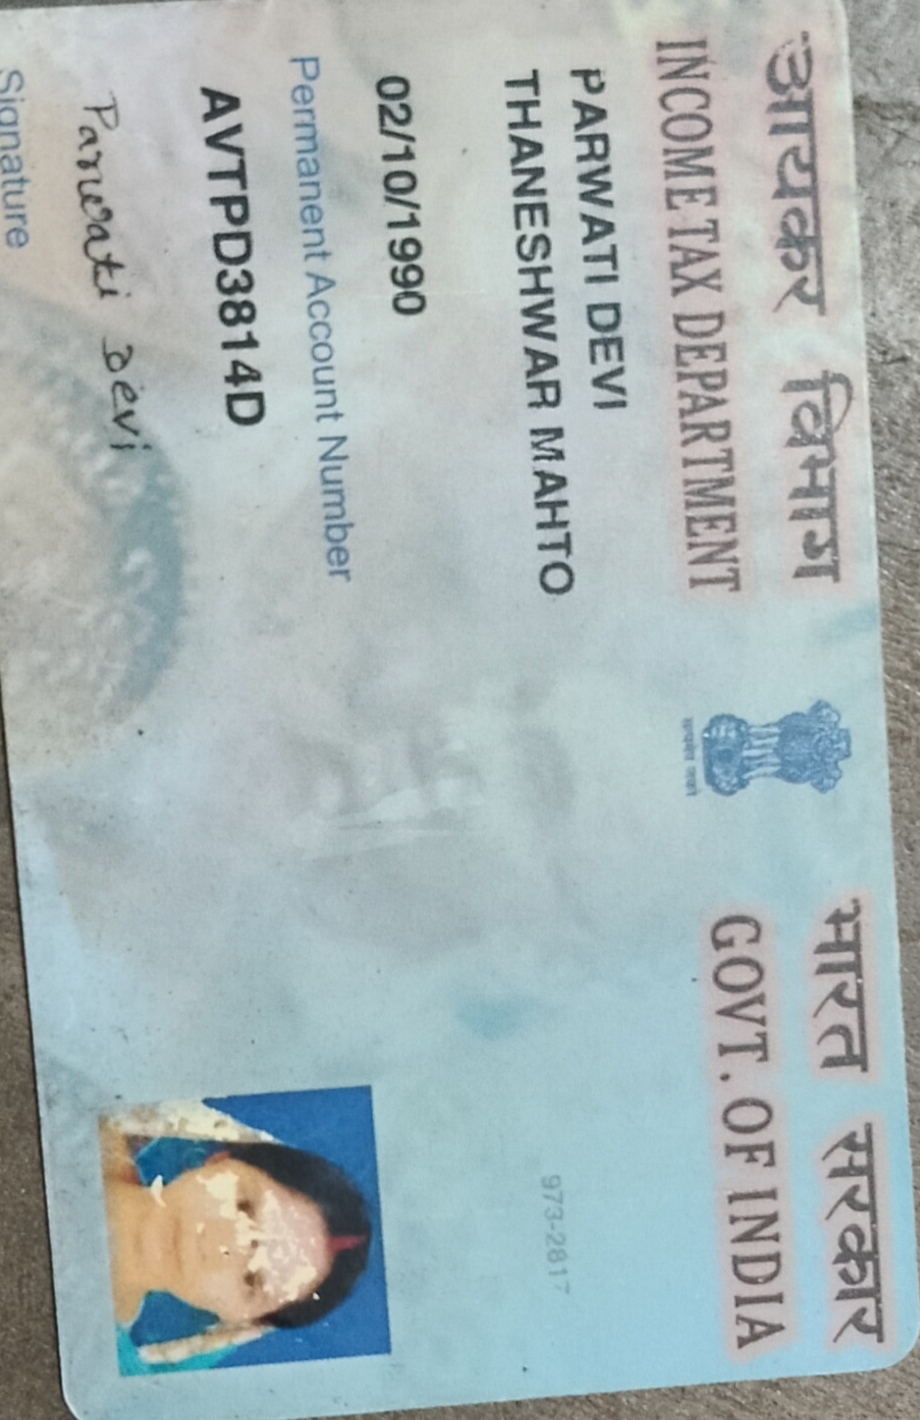 आयकर विभाग
INCOME TAX DEPARTMENT
भारत सरकार
GOVT. OF INDIA
PARWATI DEVI
THANESHWAR MAHTO
02/10/1990
Permanent Account Number
AVTPD3814D
Parwati Devi
Signature
973-2817